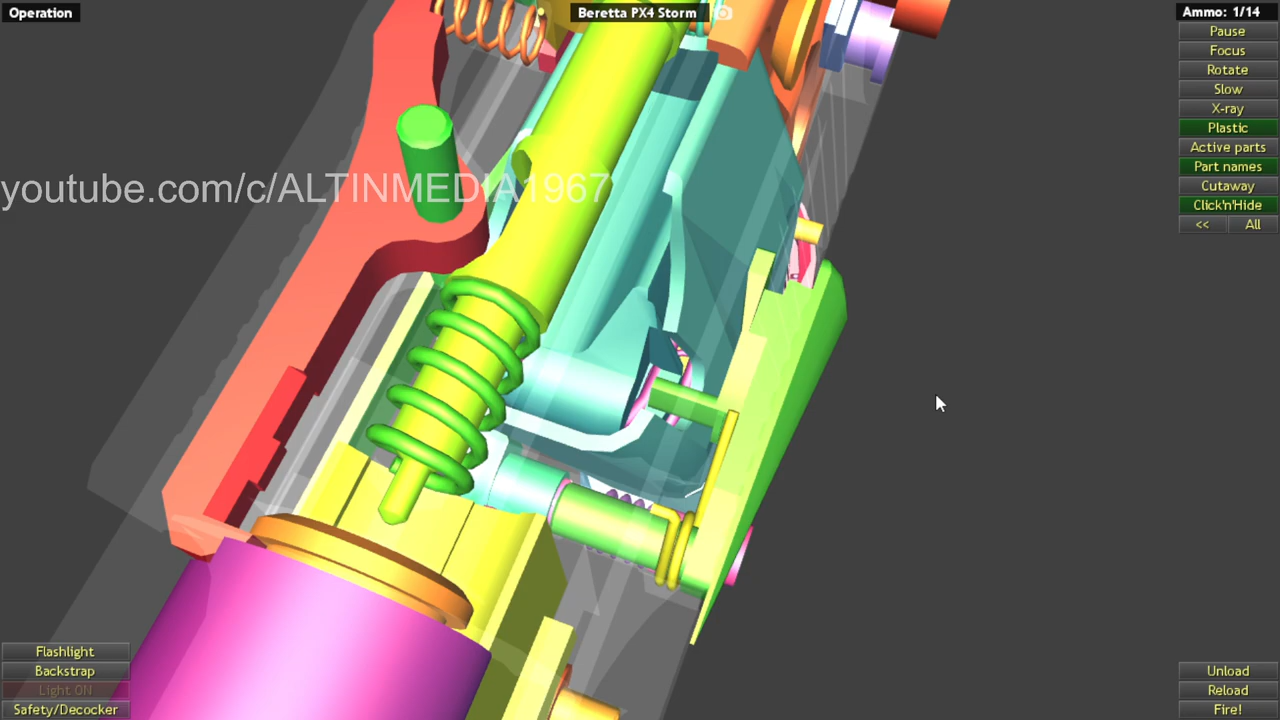 Operation
Beretta PX4 Storm
Ammo: 1/14
Pause
Focus
Rotate
Slow
X-ray
Plastic
Active parts
Part names
Cutaway
Click'n'Hide
<< All
youtube.com/c/ALTINMEDIA1967
Flashlight
Backstrap
Light ON
Safety/Decocker
Unload
Reload
Fire!